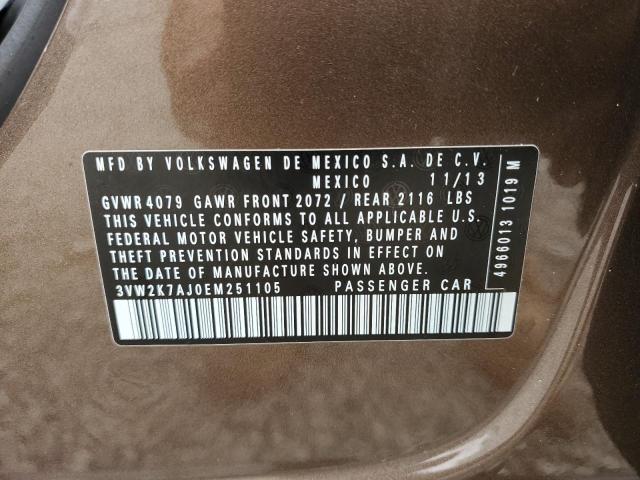 MFD BY VOLKSWAGEN DE MEXICO S.A. DE C.V.
MEXICO 11/13
GVWR 4079 GAWR FRONT 2072 / REAR 2116 LBS
THIS VEHICLE CONFORMS TO ALL APPLICABLE U.S.
FEDERAL MOTOR VEHICLE SAFETY, BUMPER AND
THEFT PREVENTION STANDARDS IN EFFECT ON THE
DATE OF MANUFACTURE SHOWN ABOVE.
3VW2K7AJ0EM251105 PASSENGER CAR
4966013 1019 M